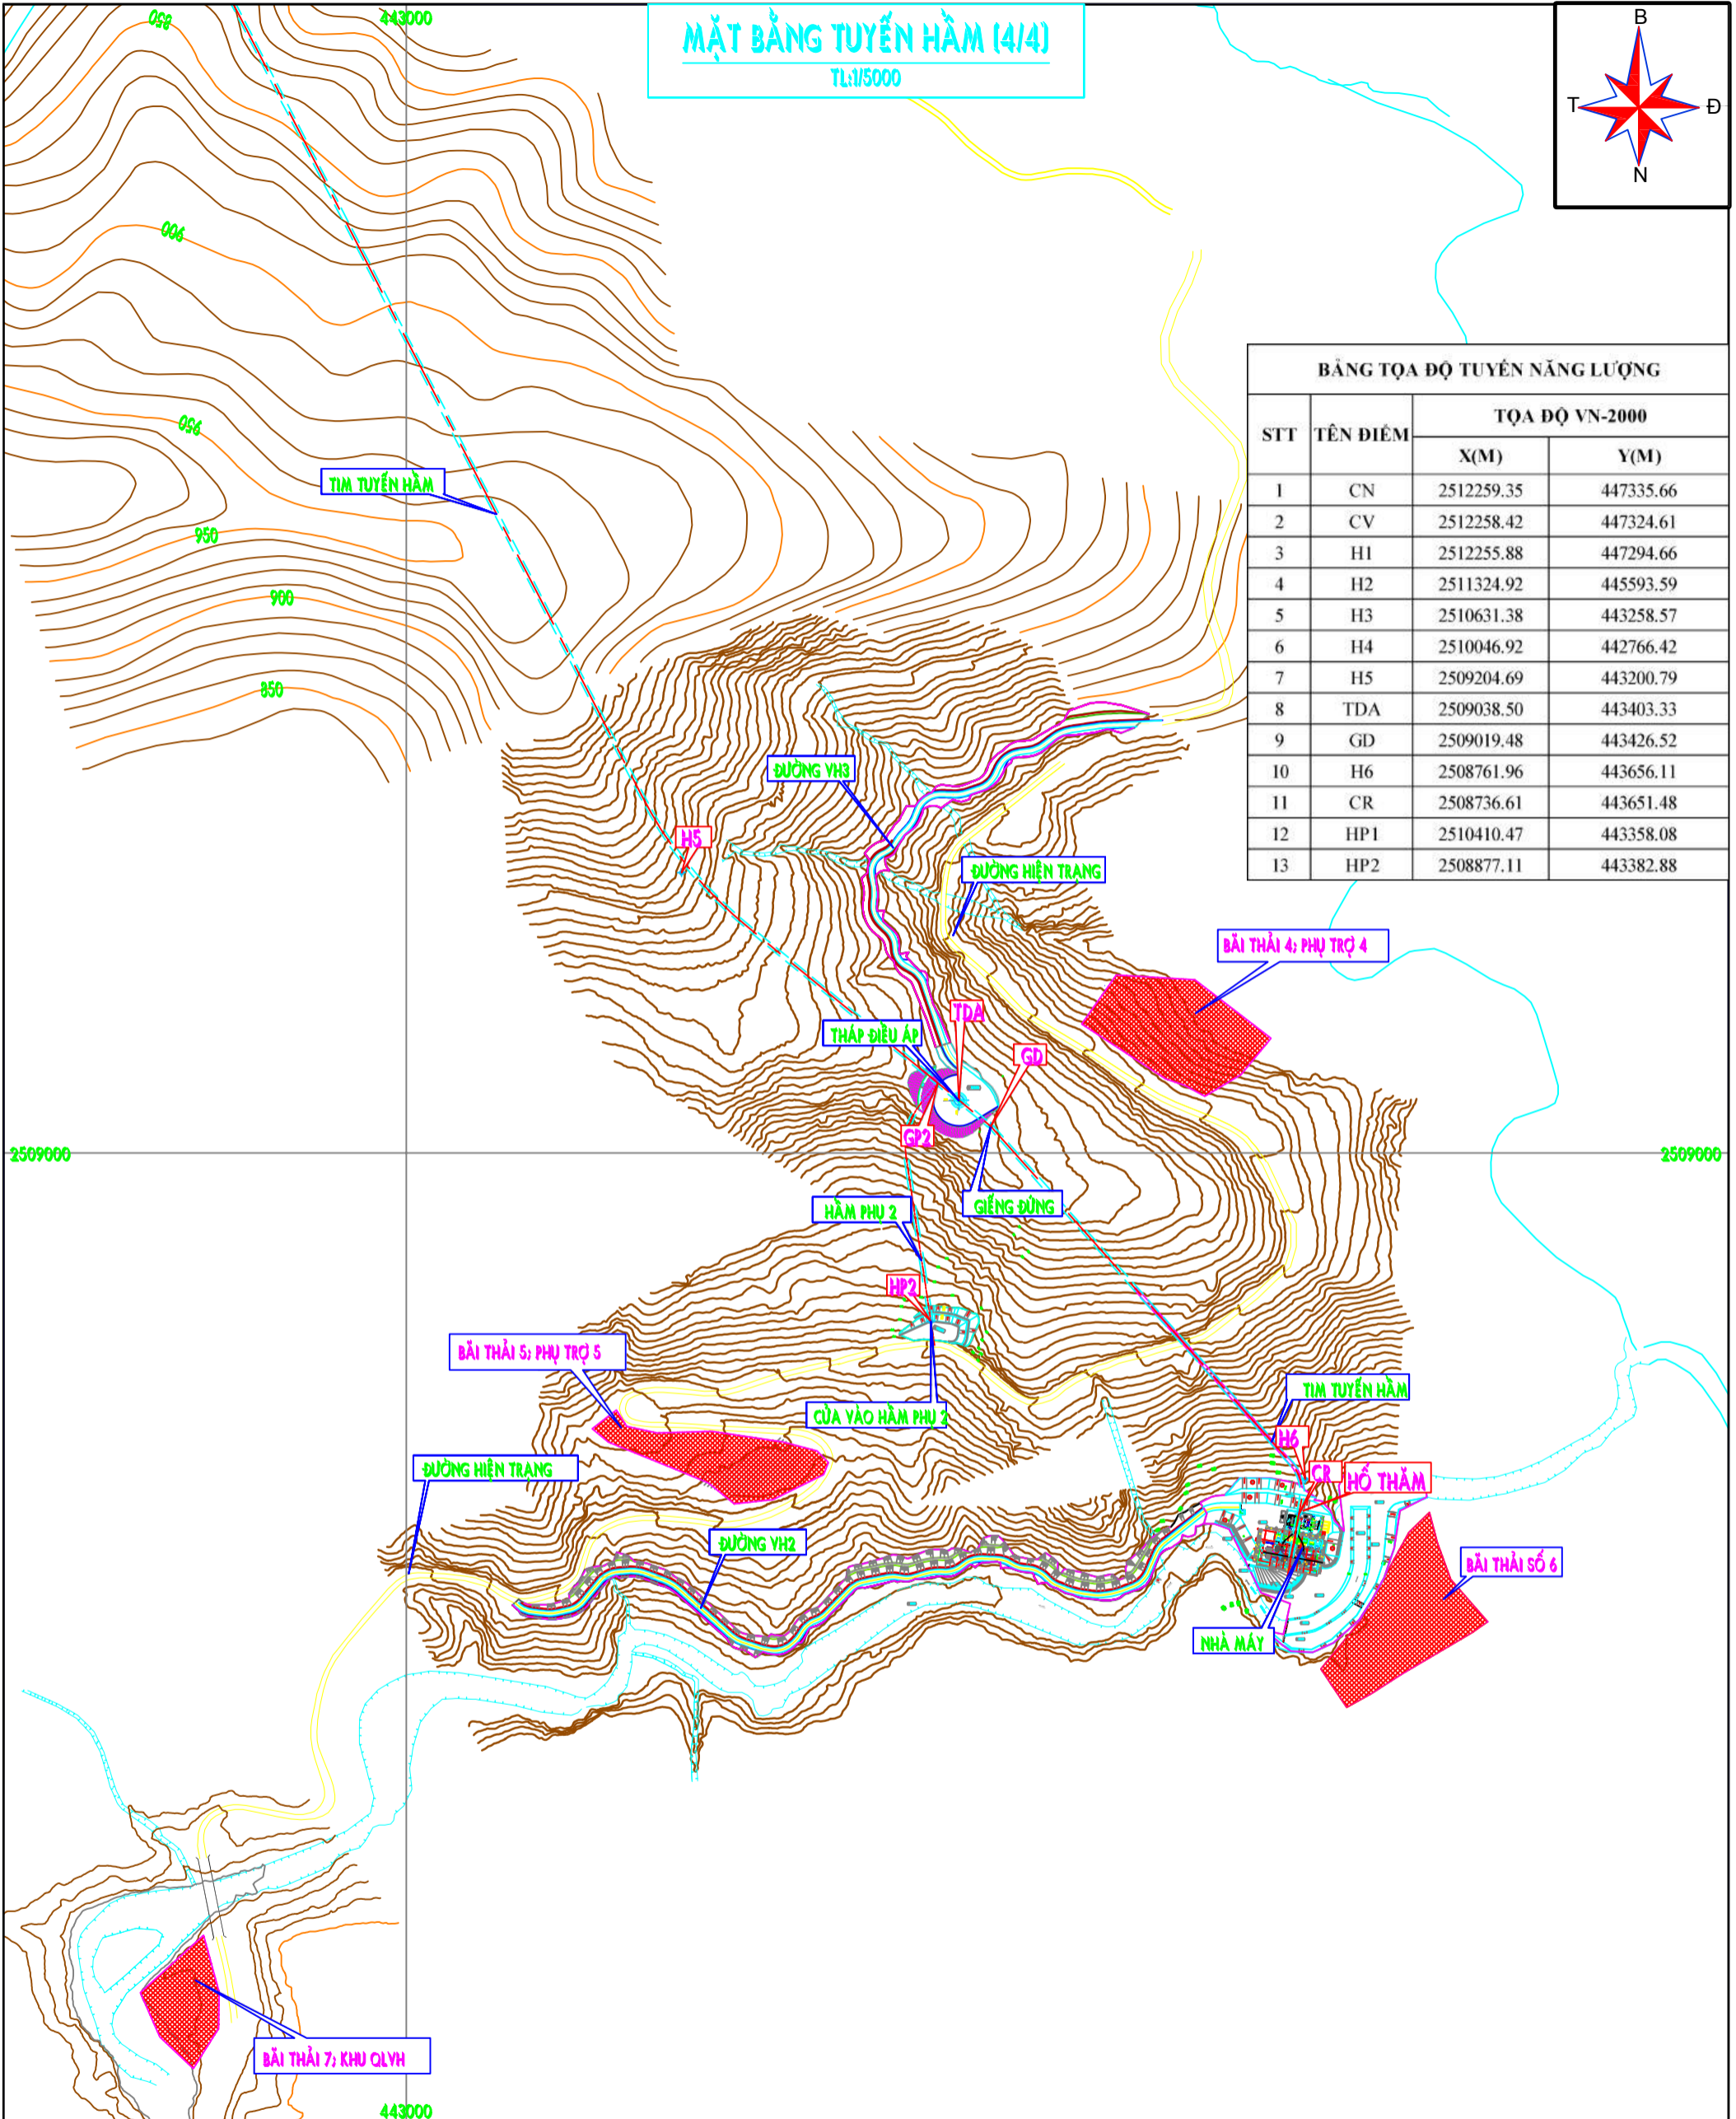 850
443000
MẶT BẰNG TUYẾN HẦM (4/4)
TL:1/5000
B
T
Đ
N
900
950
TIM TUYẾN HẦM
950
900
850
BẢNG TỌA ĐỘ TUYẾN NĂNG LƯỢNG
STT TÊN ĐIỂM TỌA ĐỘ VN-2000
X(M) Y(M)
1 CN 2512259.35 447335.66
2 CV 2512258.42 447324.61
3 H1 2512255.88 447294.66
4 H2 2511324.92 445593.59
5 H3 2510631.38 443258.57
6 H4 2510046.92 442766.42
7 H5 2509204.69 443200.79
8 TDA 2509038.50 443403.33
9 GD 2509019.48 443426.52
10 H6 2508761.96 443656.11
11 CR 2508736.61 443651.48
12 HP1 2510410.47 443358.08
13 HP2 2508877.11 443382.88
ĐƯỜNG VH3
H5
ĐƯỜNG HIỆN TRẠNG
BÃI THẢI 4; PHỤ TRỢ 4
TDA
THÁP ĐIỀU ÁP
GD
GP2
2509000
2509000
HẦM PHỤ 2
GIẾNG ĐỨNG
HP2
BÃI THẢI 5; PHỤ TRỢ 5
CỬA VÀO HẦM PHỤ 2
TIM TUYẾN HẦM
H6
CR
HỐ THĂM
ĐƯỜNG HIỆN TRẠNG
ĐƯỜNG VH2
BÃI THẢI SỐ 6
NHÀ MÁY
BÃI THẢI 7; KHU QLVH
443000